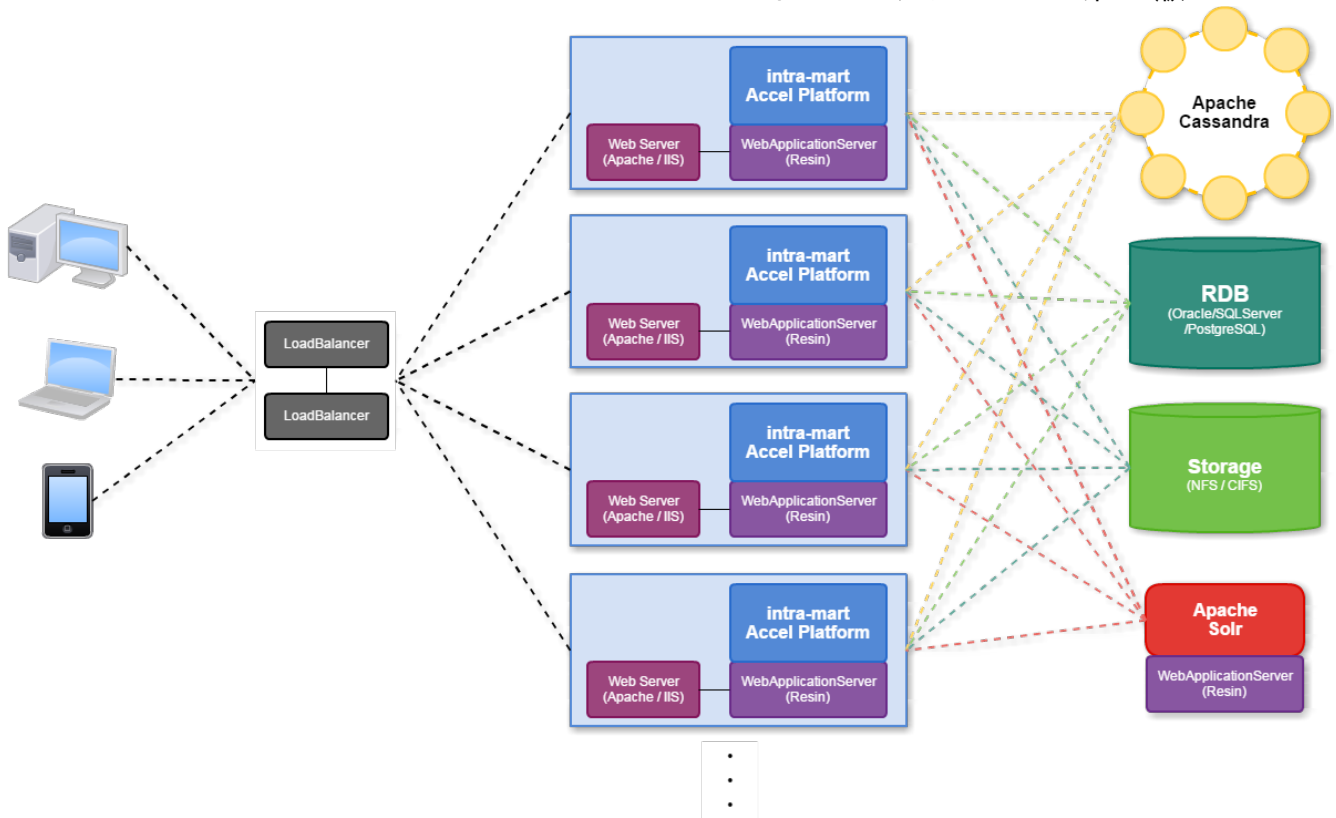 intra-mart
Accel Platform
Web Server
(Apache / IIS)
WebApplicationServer
(Resin)
Apache
Cassandra
intra-mart
Accel Platform
Web Server
(Apache / IIS)
WebApplicationServer
(Resin)
RDB
(Oracle/SQLServer
/PostgreSQL)
LoadBalancer
LoadBalancer
intra-mart
Accel Platform
Web Server
(Apache / IIS)
WebApplicationServer
(Resin)
Storage
(NFS / CIFS)
intra-mart
Accel Platform
Web Server
(Apache / IIS)
WebApplicationServer
(Resin)
Apache
Solr
WebApplicationServer
(Resin)